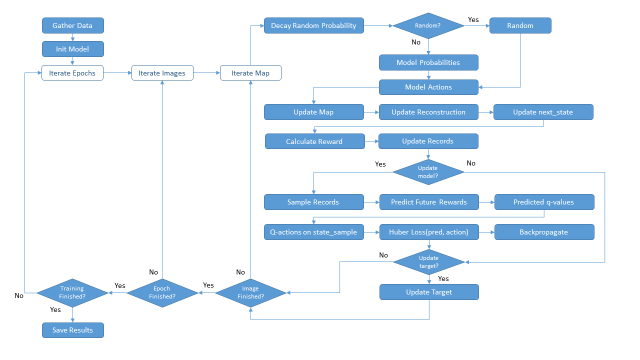 Gather Data
Init Model
Iterate Epochs
Iterate Images
Iterate Map
Decay Random Probability
Random?
Yes
Random
No
Model Probabilities
Model Actions
Update Map
Update Reconstruction
Update next_state
Calculate Reward
Update Records
Yes
Update
model?
No
Sample Records
Predict Future Rewards
Predicted q-values
Q-actions on state_sample
Huber Loss(pred, action)
Backpropagate
No
Update
target?
Yes
Update Target
No
Image
Finished?
Yes
No
Epoch
Finished?
Yes
No
Training
Finished?
Yes
Save Results